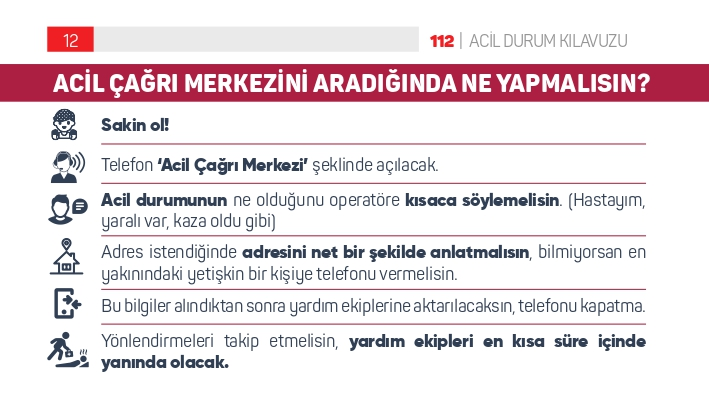 12
112 | ACİL DURUM KILAVUZU
ACİL ÇAĞRI MERKEZİNİ ARADIĞINDA NE YAPMALISIN?
Sakin ol!
Telefon ‘Acil Çağrı Merkezi’ şeklinde açılacak.
Acil durumunun ne olduğunu operatöre kısaca söylemelisin. (Hastayım,
yaralı var, kaza oldu gibi)
Adres istendiğinde adresini net bir şekilde anlatmalısın, bilmiyorsan en
yakınındaki yetişkin bir kişiye telefonu vermelisin.
Bu bilgiler alındıktan sonra yardım ekiplerine aktarılacaksın, telefonu kapatma.
Yönlendirmeleri takip etmelisin, yardım ekipleri en kısa süre içinde
yanında olacak.